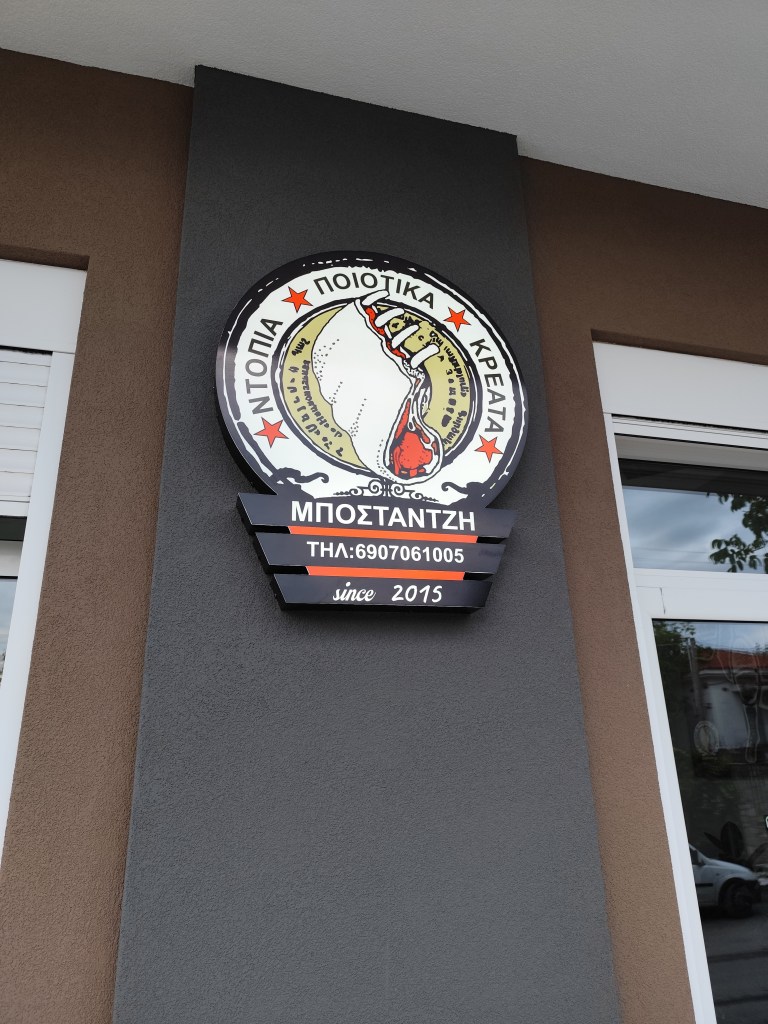 ΝΤΟΠΙΑ ΠΟΙΟΤΙΚΑ ΚΡΕΑΤΑ
ΜΠΟΣΤΑΝΤΖΗ
ΤΗΛ:6907061005
since 2015